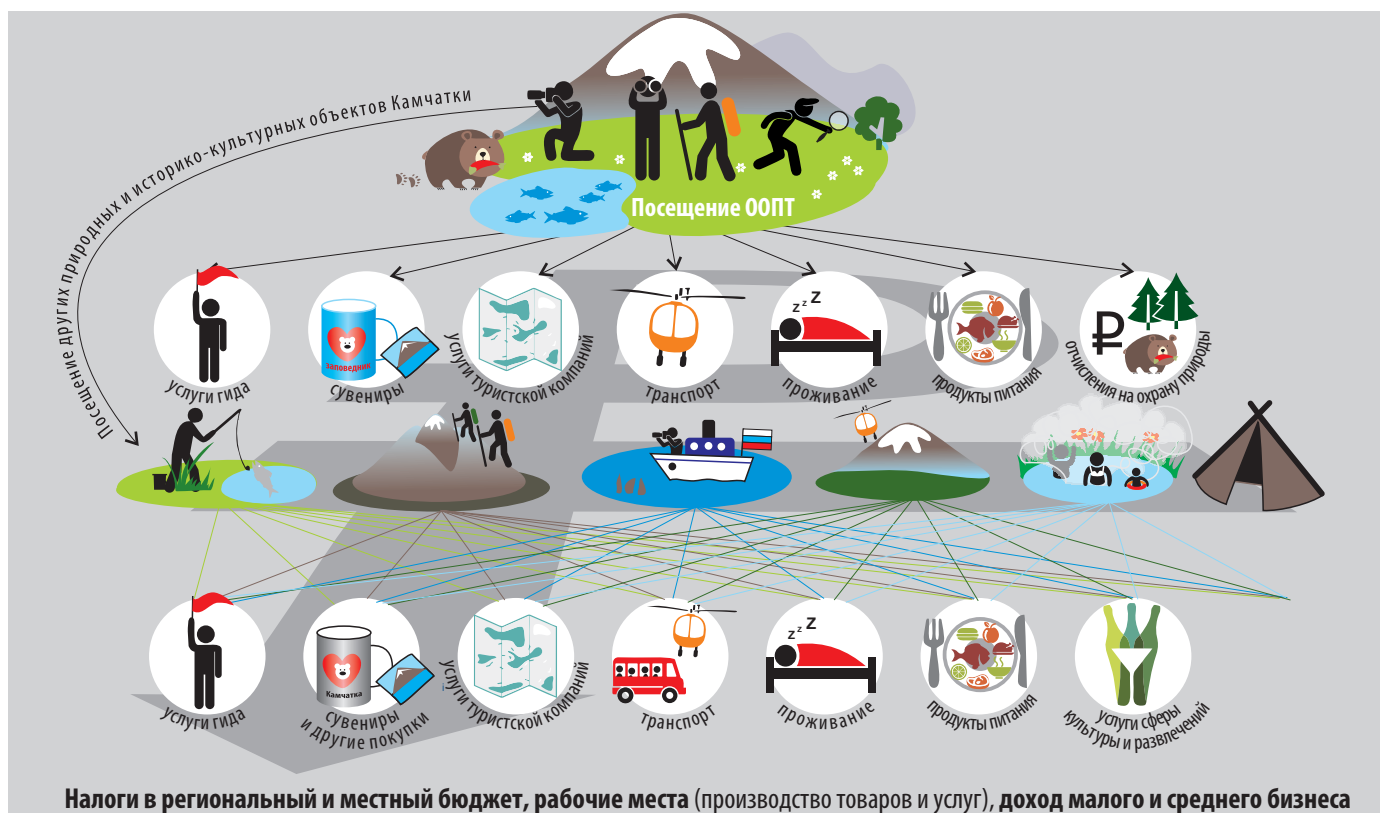 Посещение других природных и историко-культурных объектов Камчатки
Посещение ООПТ
заповедник
z z Z
₽
услуги гида
сувениры
услуги туристской компаний
транспорт
проживание
продукты питания
отчисления на охрану природы
Камчатка
z z Z
услуги гида
сувениры
и другие покупки
услуги туристской компаний
транспорт
проживание
продукты питания
услуги сферы
культуры и развлечений
Налоги в региональный и местный бюджет, рабочие места (производство товаров и услуг), доход малого и среднего бизнеса